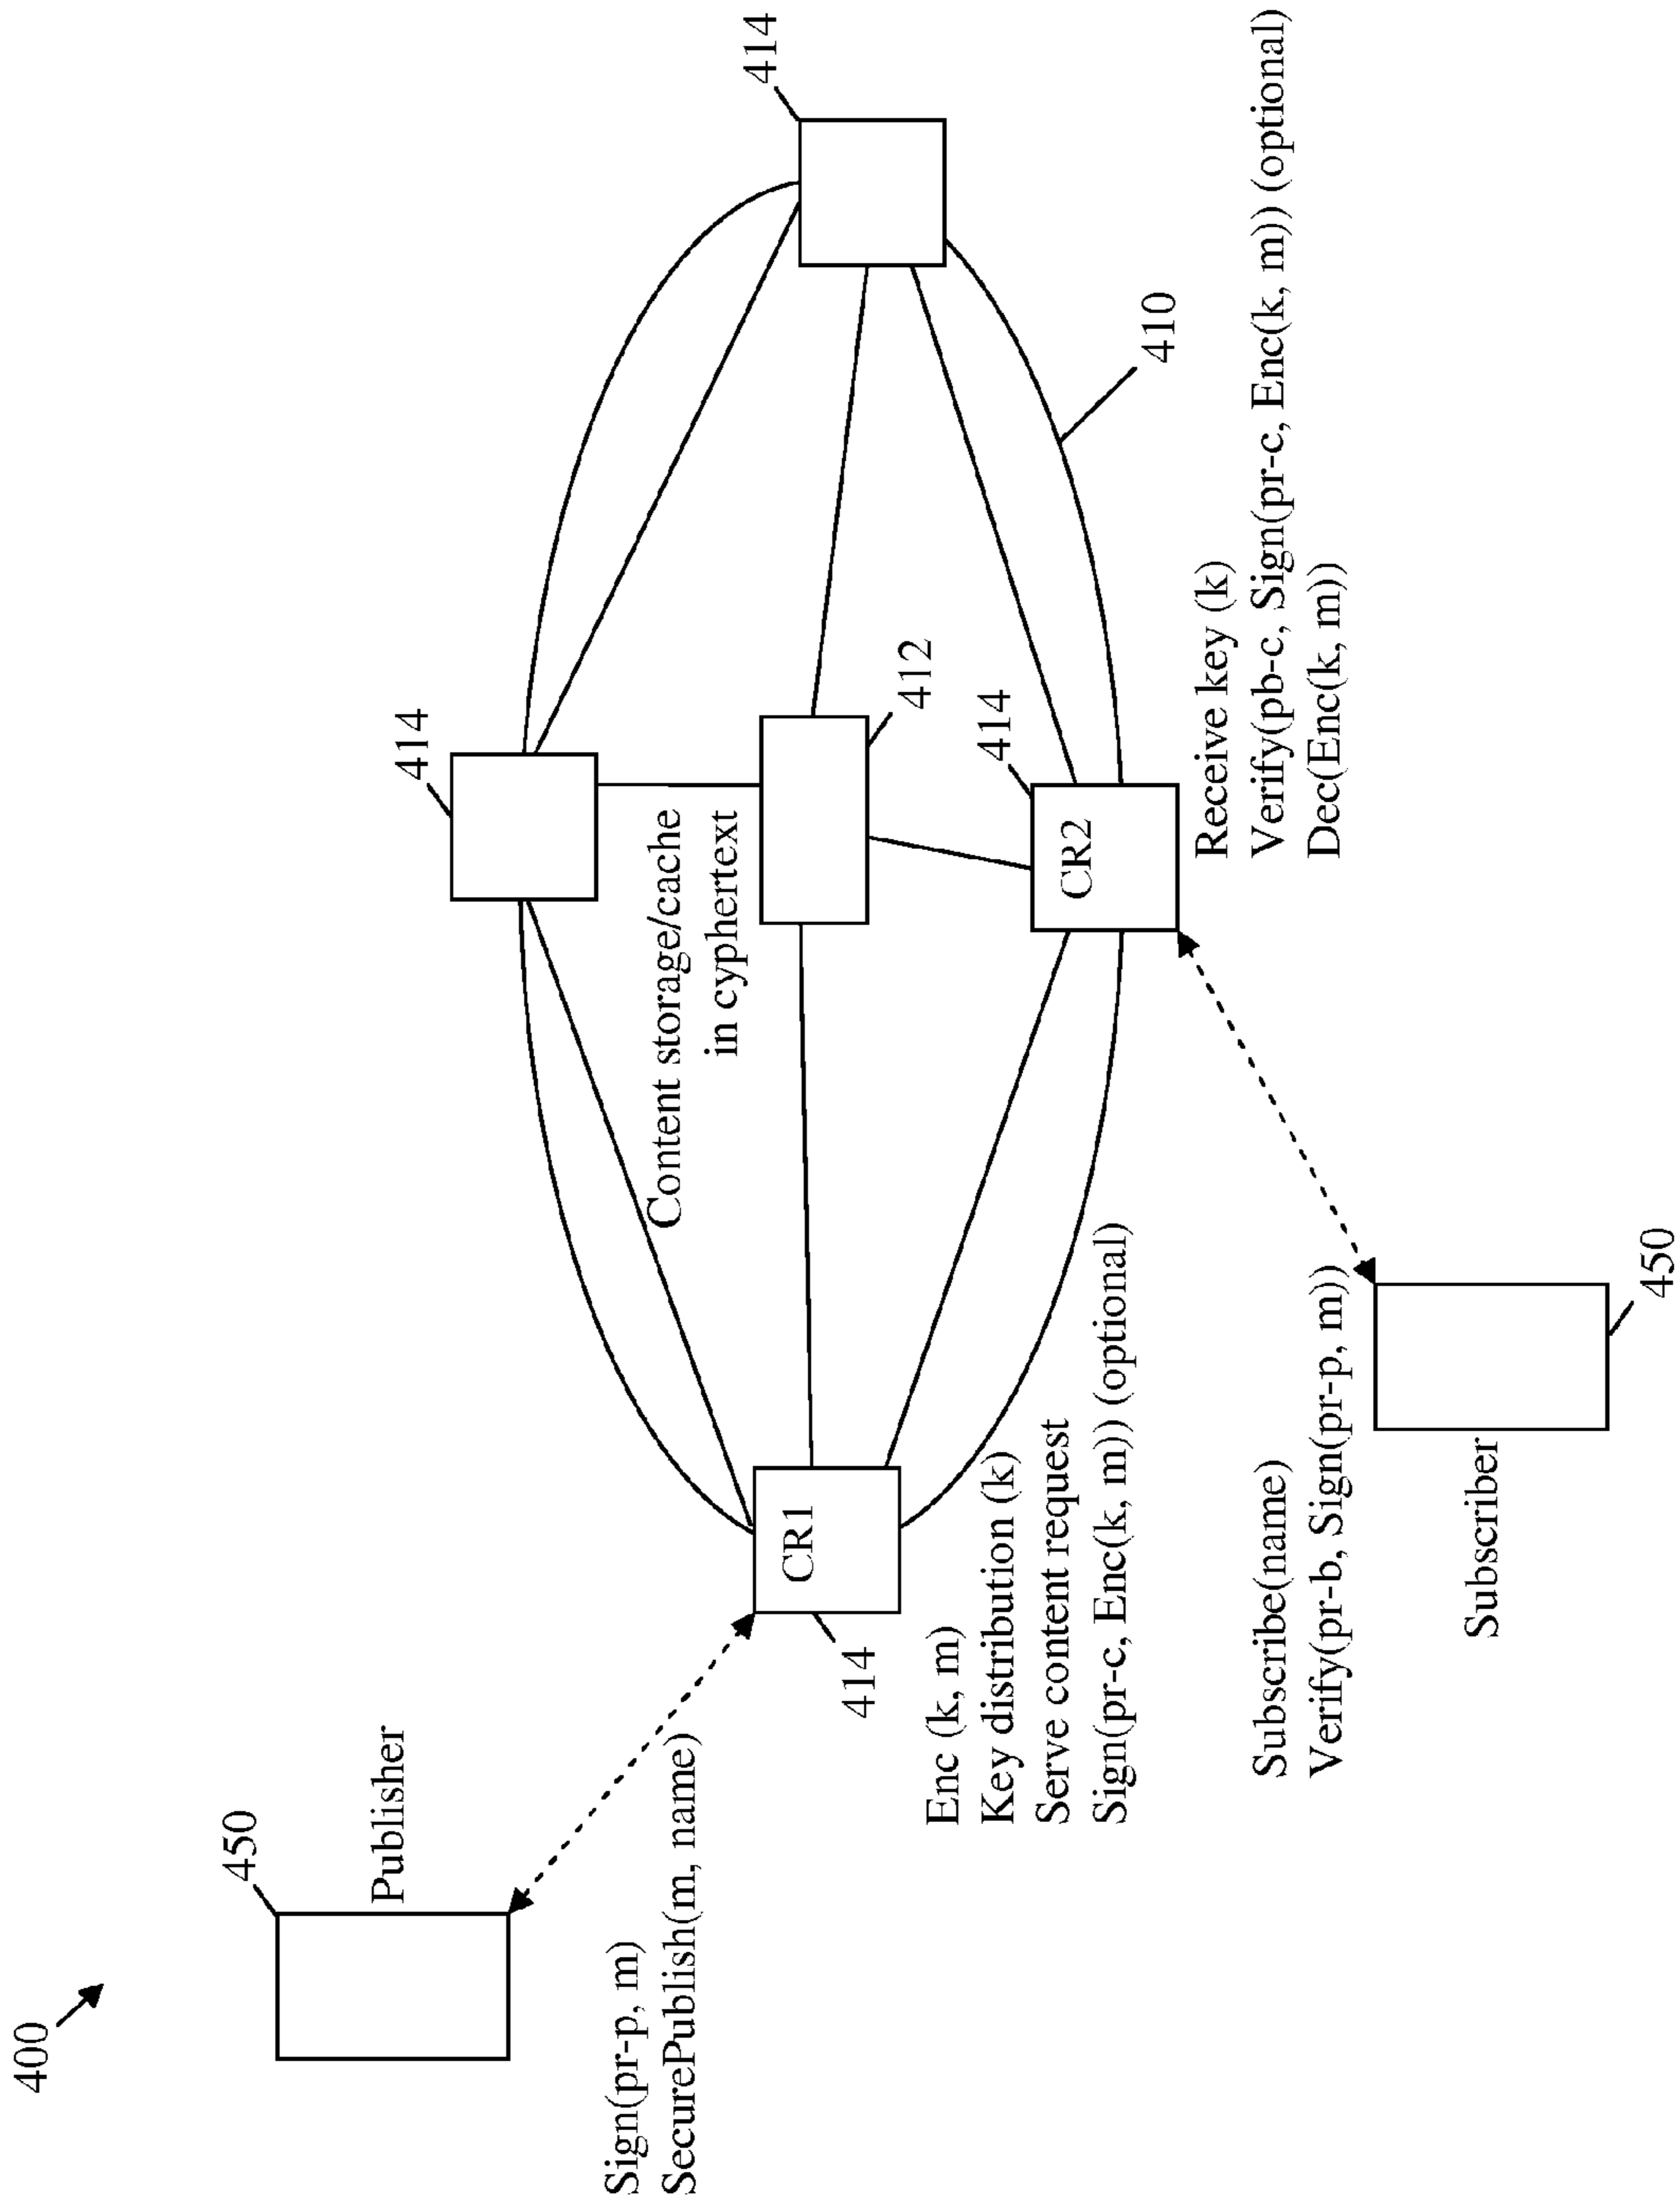 400
450
Publisher
Sign(pr-p, m)
SecurePublish(m, name)
414
CR1
Enc (k, m)
Key distribution (k)
Serve content request
Sign(pr-c, Enc(k, m)) (optional)
414
Content storage/cache
in cyphertext
412
414
CR2
414
410
Receive key (k)
Verify(pb-c, Sign(pr-c, Enc(k, m)) (optional)
Dec(Enc(k, m))
Subscribe(name)
Verify(pr-b, Sign(pr-p, m))
Subscriber
450